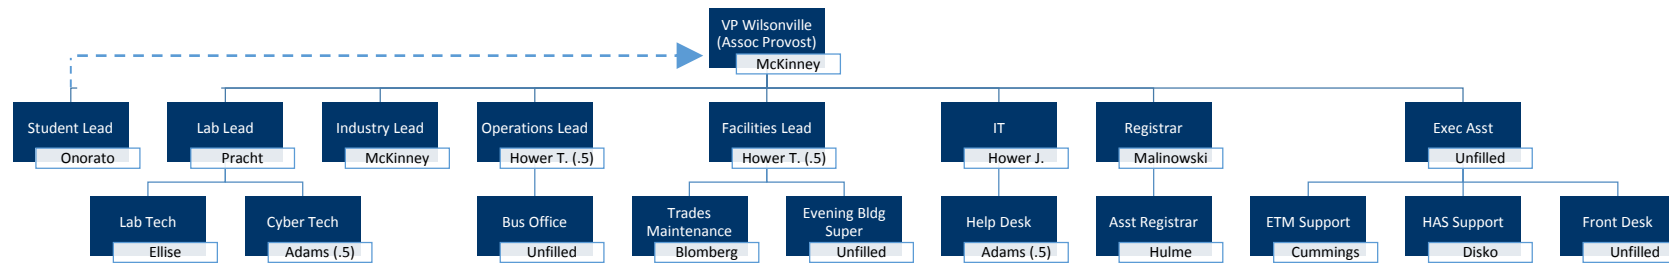 VP Wilsonville
(Assoc Provost)
McKinney
Student Lead
Onorato
Lab Lead
Pracht
Industry Lead
McKinney
Operations Lead
Hower T. (.5)
Facilities Lead
Hower T. (.5)
IT
Hower J.
Registrar
Malinowski
Exec Asst
Unfilled
Lab Tech
Ellise
Cyber Tech
Adams (.5)
Bus Office
Unfilled
Trades
Maintenance
Blomberg
Evening Bldg
Super
Unfilled
Help Desk
Adams (.5)
Asst Registrar
Hulme
ETM Support
Cummings
HAS Support
Disko
Front Desk
Unfilled